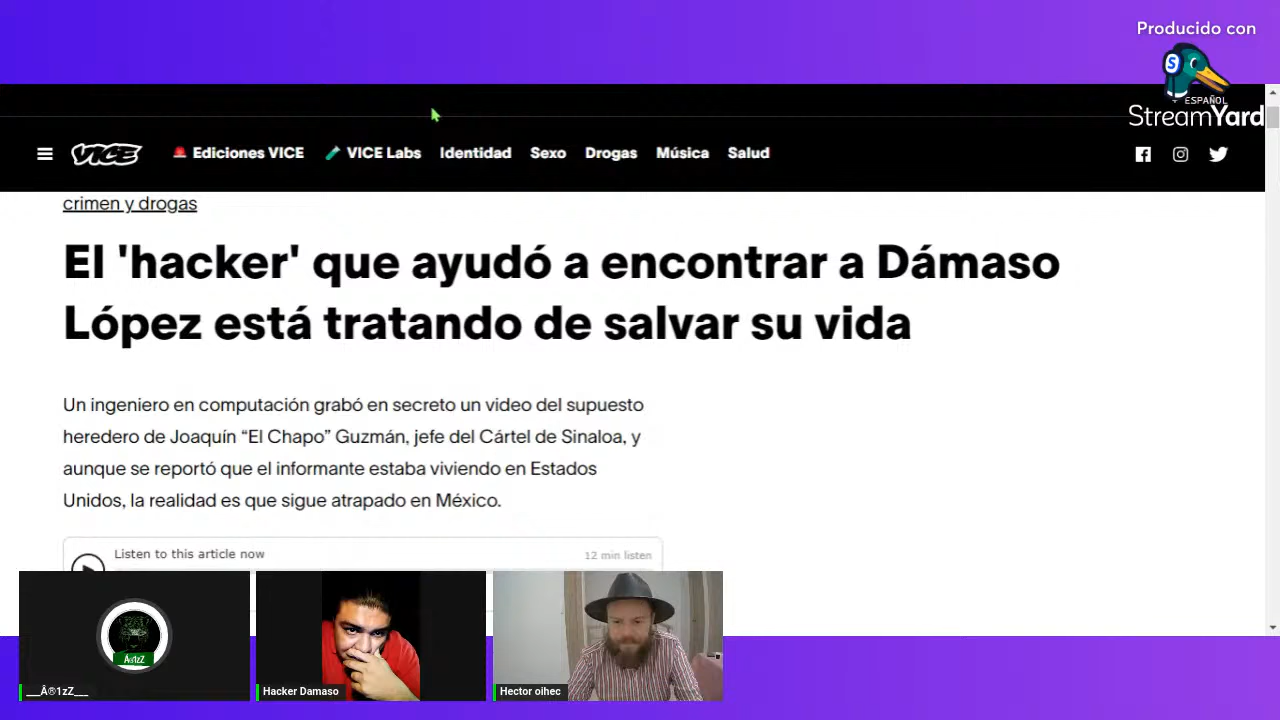 Producido con
ESPAÑOL
StreamYard
VICE
Ediciones VICE
VICE Labs
Identidad
Sexo
Drogas
Música
Salud
crimen y drogas
El 'hacker' que ayudó a encontrar a Dámaso
López está tratando de salvar su vida
Un ingeniero en computación grabó en secreto un video del supuesto
heredero de Joaquín “El Chapo” Guzmán, jefe del Cártel de Sinaloa, y
aunque se reportó que el informante estaba viviendo en Estados
Unidos, la realidad es que sigue atrapado en México.
Listen to this article now
12 min listen
Â®1zZ
___Â®1zZ___
Hacker Damaso
Hector oihec